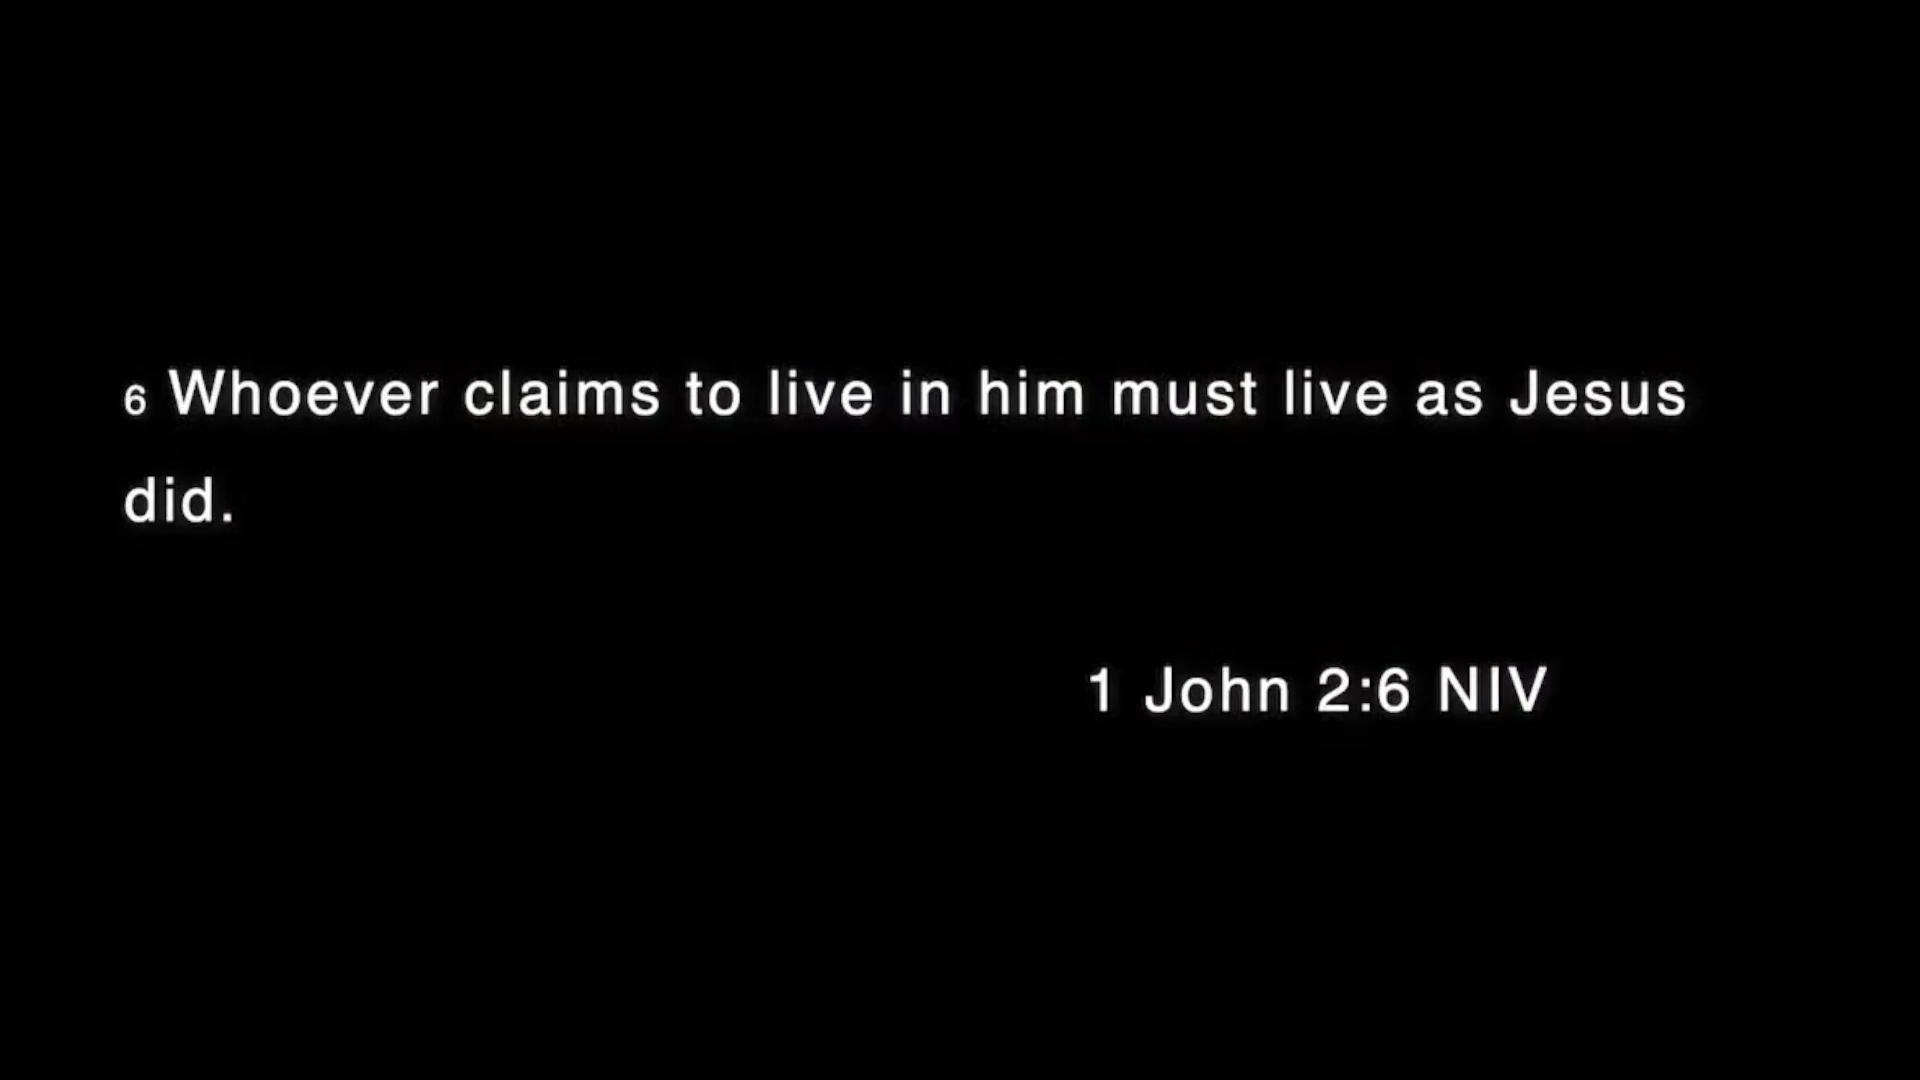 6 Whoever claims to live in him must live as Jesus
did.
1 John 2:6 NIV